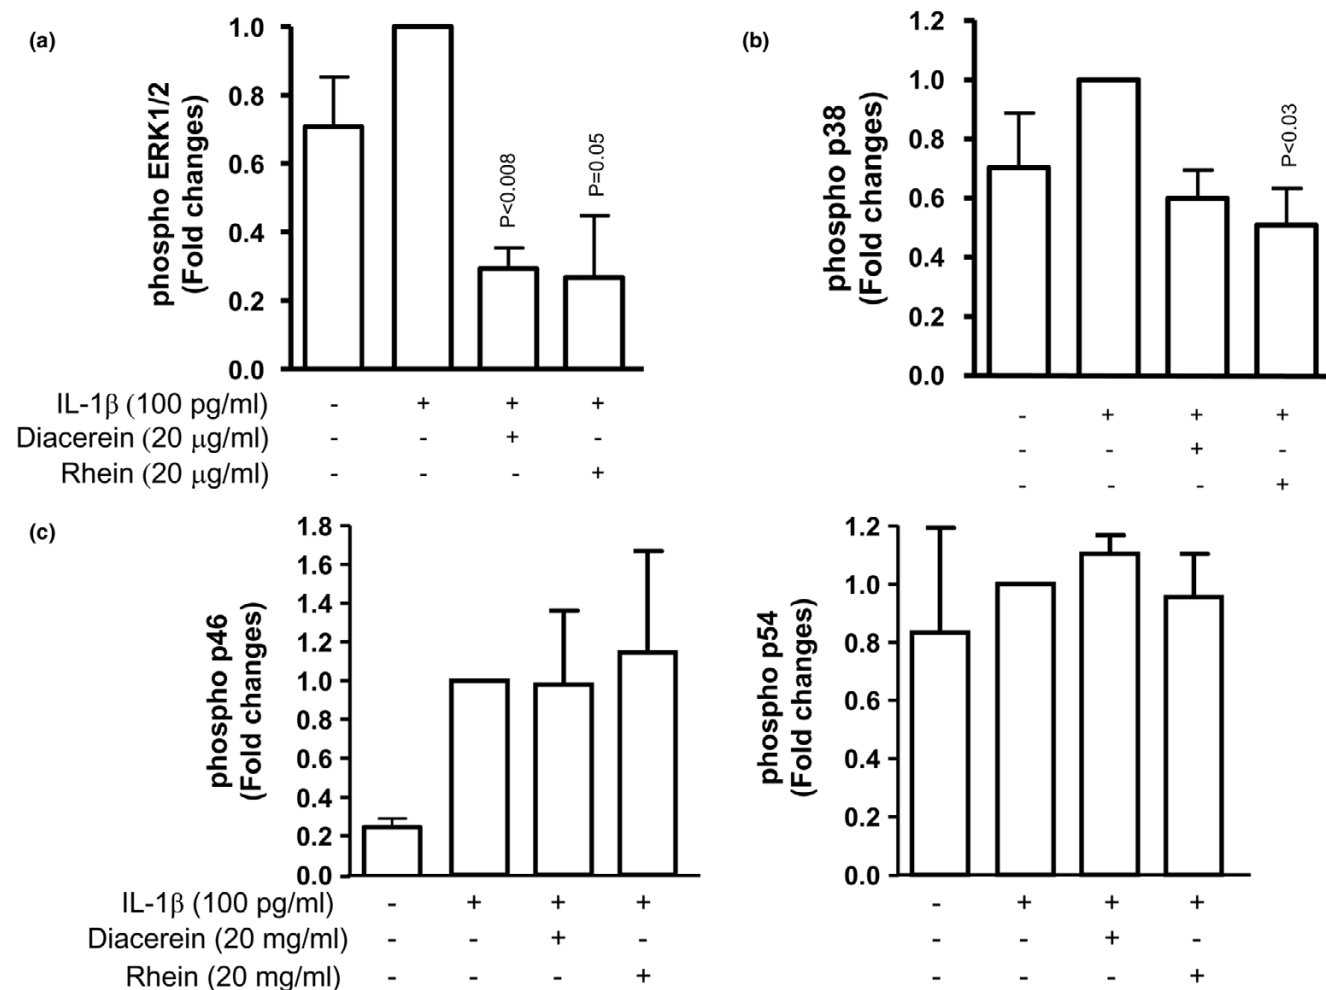 (a)
phospho ERK1/2
(Fold changes)
1.0
0.8
0.6
0.4
0.2
0.0
P<0.008
P=0.05
IL-1β (100 pg/ml) - + + +
Diacerein (20 μg/ml) - - + -
Rhein (20 μg/ml) - - - +
(b)
phospho p38
(Fold changes)
1.2
1.0
0.8
0.6
0.4
0.2
0.0
P<0.03
- + + +
- - + -
- - - +
(c)
phospho p46
(Fold changes)
1.8
1.6
1.4
1.2
1.0
0.8
0.6
0.4
0.2
0.0
IL-1β (100 pg/ml) - + + +
Diacerein (20 mg/ml) - - + -
Rhein (20 mg/ml) - - - +
phospho p54
(Fold changes)
1.2
1.0
0.8
0.6
0.4
0.2
0.0
- + + +
- - + -
- - - +